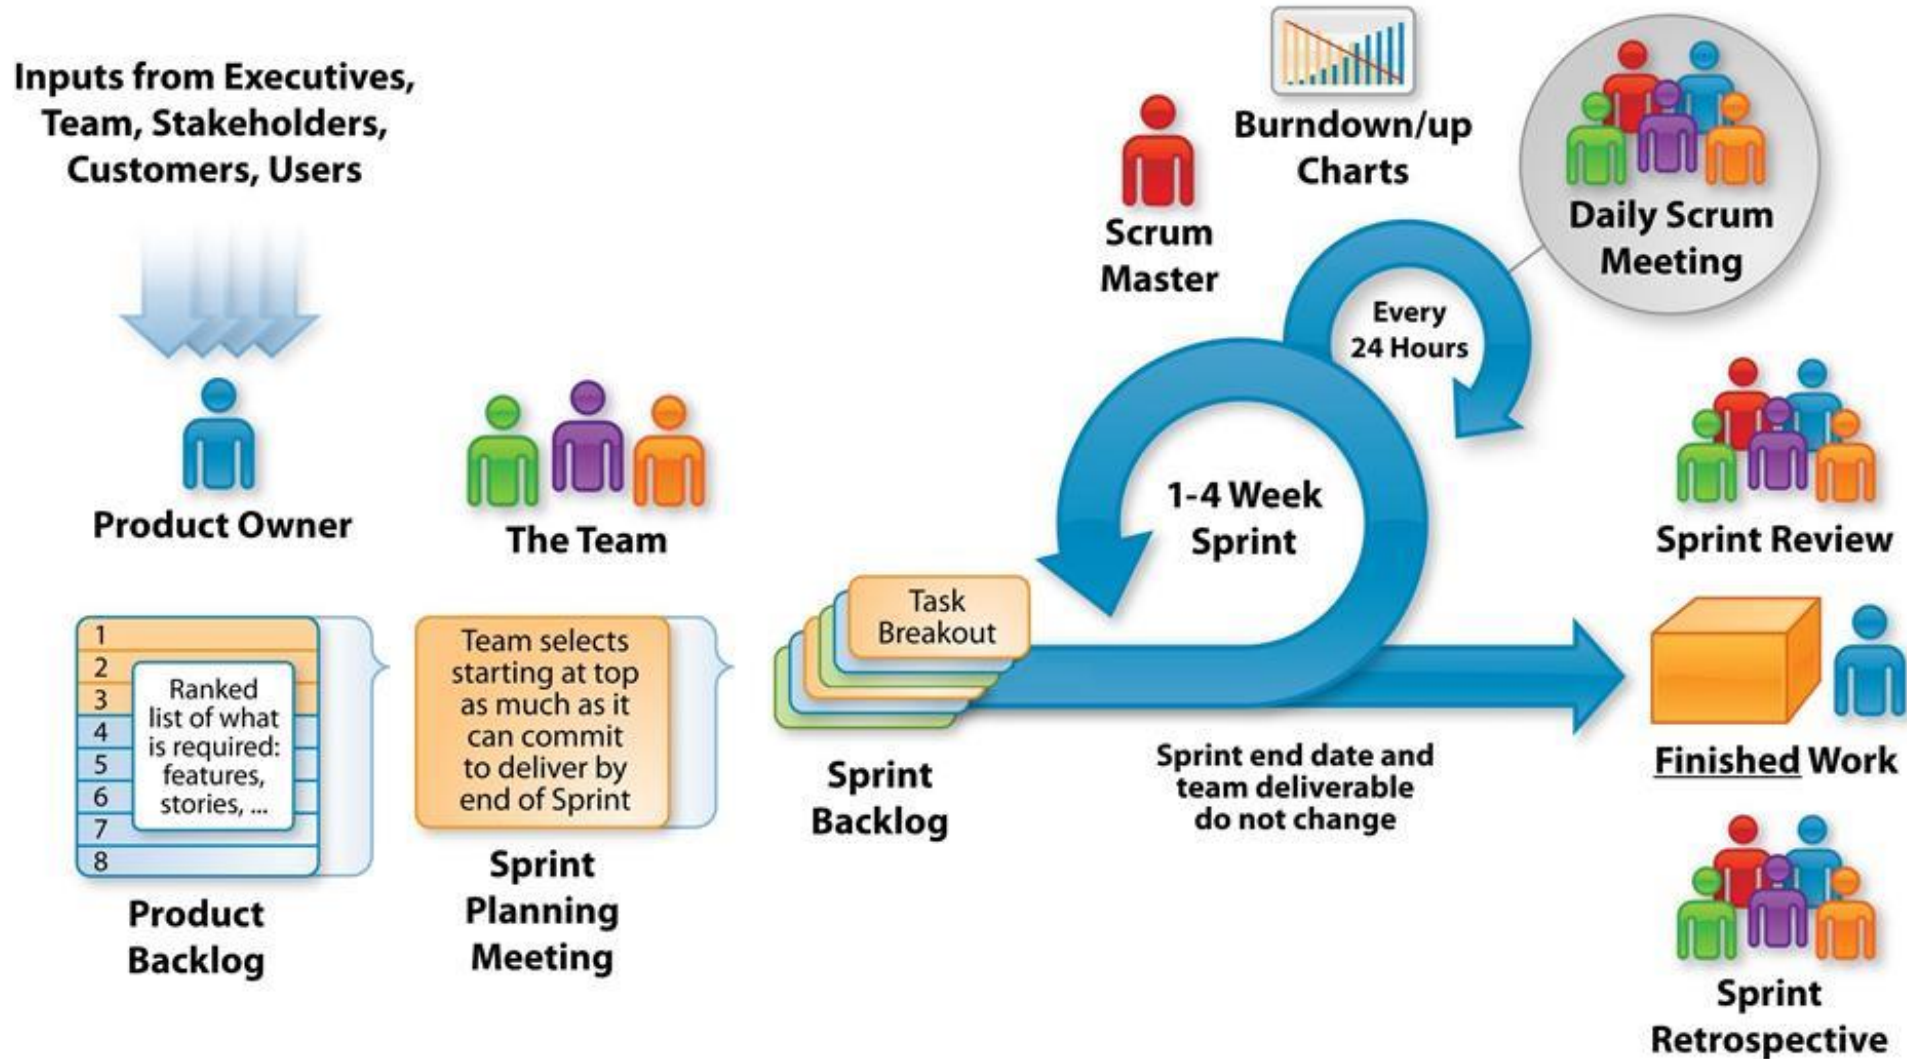 Inputs from Executives,
Team, Stakeholders,
Customers, Users
Product Owner
The Team
1
2
3
4
5
6
7
8
Ranked
list of what
is required:
features,
stories, ...
Product
Backlog
Team selects
starting at top
as much as it
can commit
to deliver by
end of Sprint
Sprint
Planning
Meeting
Task
Breakout
Sprint
Backlog
Scrum
Master
Burndown/up
Charts
Daily Scrum
Meeting
Every
24 Hours
1-4 Week
Sprint
Sprint end date and
team deliverable
do not change
Sprint Review
Finished Work
Sprint
Retrospective